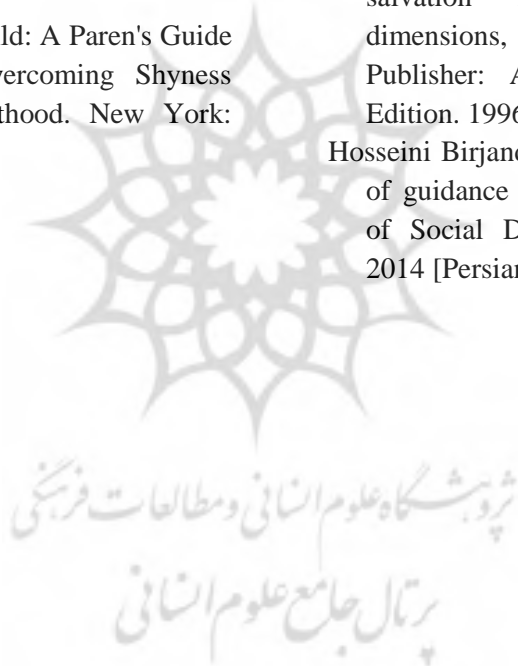 ld: A Paren's Guide
vercoming Shyness
thood. New York:
dimensions,
Publisher: A
Edition. 1996
Hosseini Birjand
of guidance
of Social D
2014 [Persian
پژوهشگاه علوم انسانی و مطالعات فرهنگی
پرتال جامع علوم انسانی